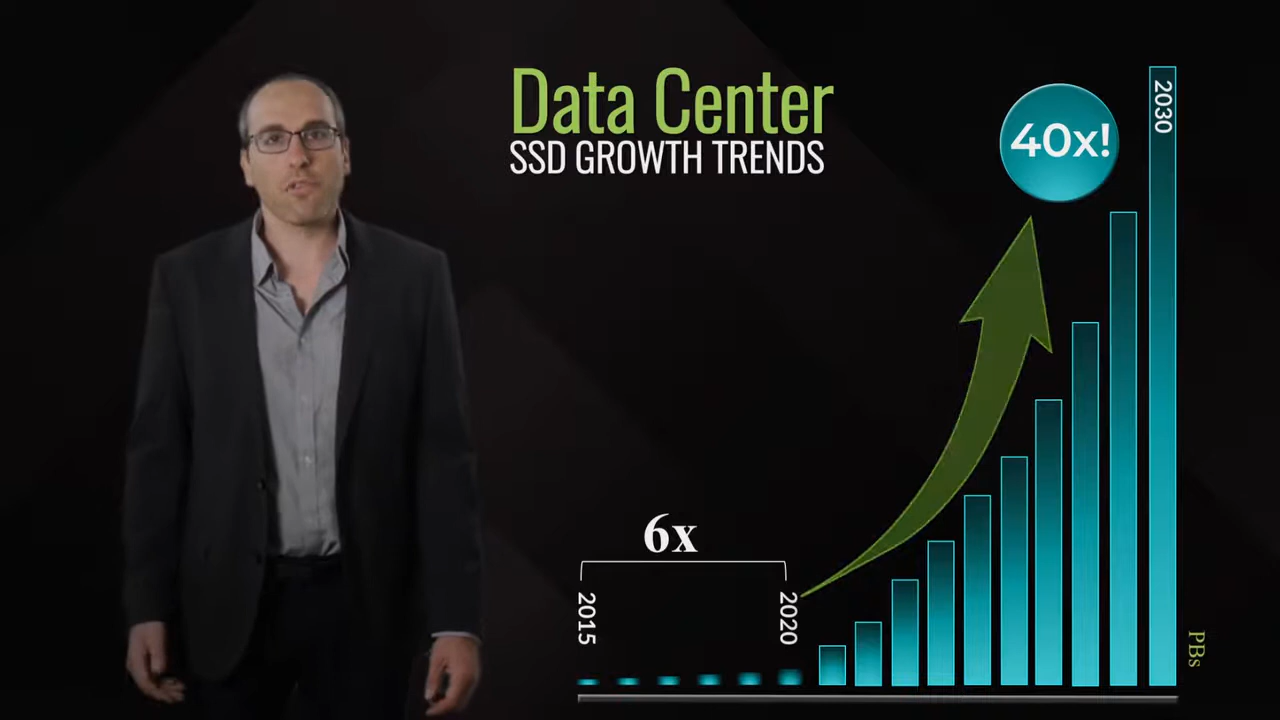 Data Center
SSD GROWTH TRENDS
40x!
2030
6x
2015
2020
PBs